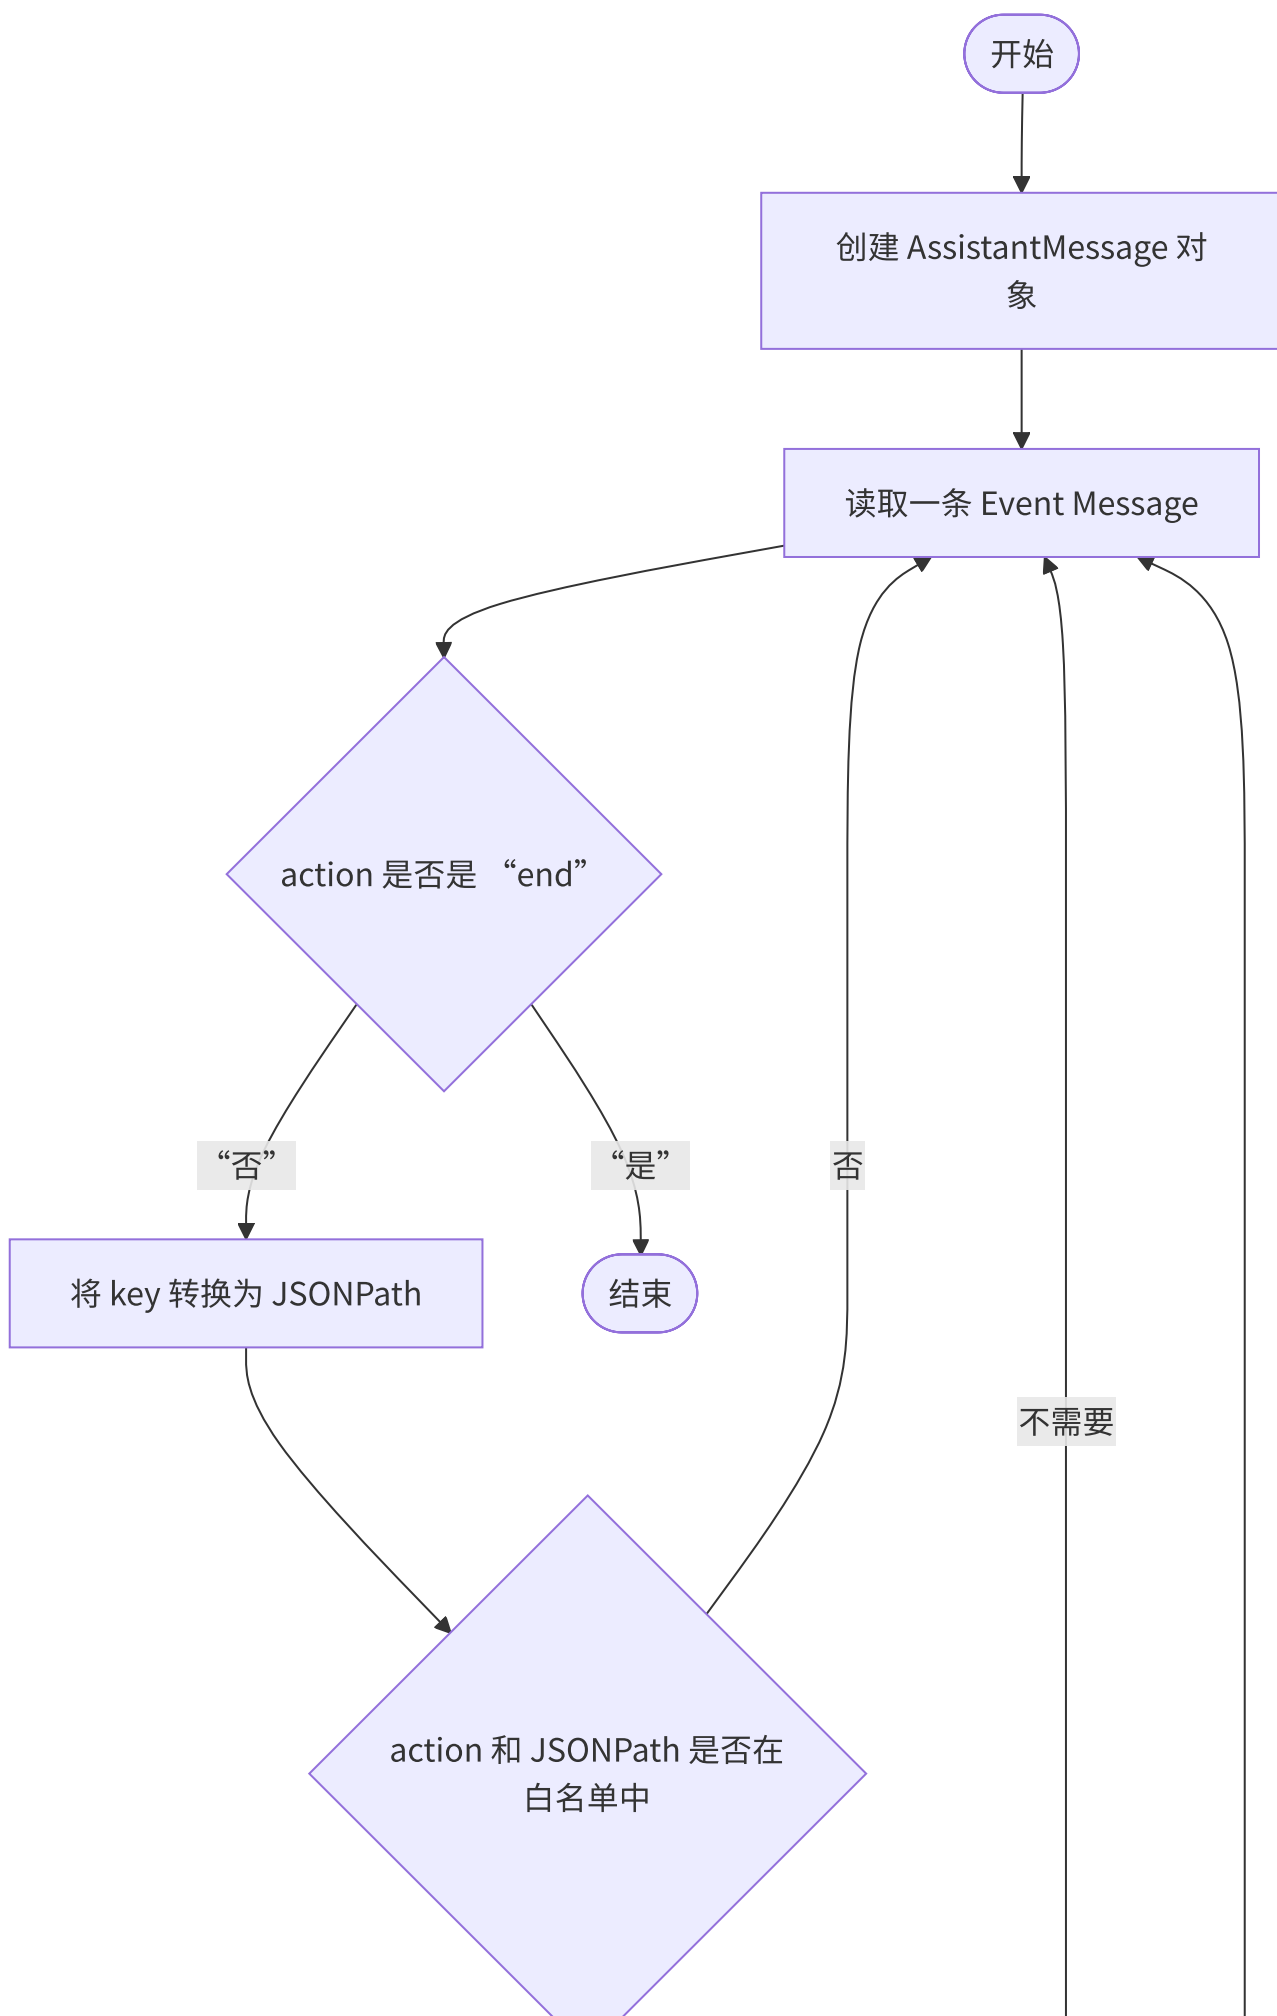 开始
创建 AssistantMessage 对
象
读取一条 Event Message
action 是否是 “end”
“否”
“是”
否
将 key 转换为 JSONPath
结束
不需要
action 和 JSONPath 是否在
白名单中